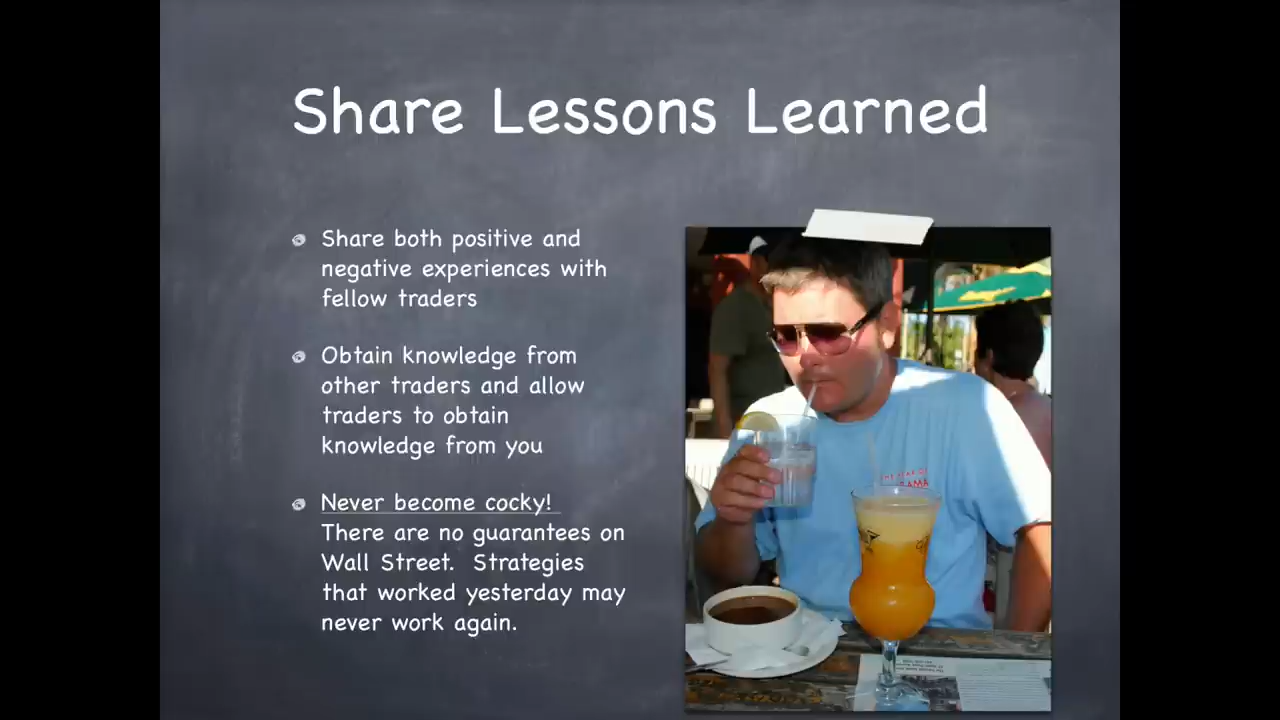 Share Lessons Learned
Share both positive and
negative experiences with
fellow traders
Obtain knowledge from
other traders and allow
traders to obtain
knowledge from you
Never become cocky!
There are no guarantees on
Wall Street.  Strategies
that worked yesterday may
never work again.